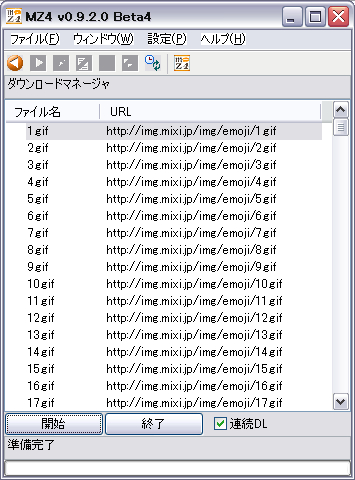 MZ4 v0.9.2.0 Beta4
ファイル(F) ウィンドウ(W) 設定(P) ヘルプ(H)
ダウンロードマネージャ
ファイル名 URL
1.gif http://img.mixi.jp/img/emoji/1.gif
2.gif http://img.mixi.jp/img/emoji/2.gif
3.gif http://img.mixi.jp/img/emoji/3.gif
4.gif http://img.mixi.jp/img/emoji/4.gif
5.gif http://img.mixi.jp/img/emoji/5.gif
6.gif http://img.mixi.jp/img/emoji/6.gif
7.gif http://img.mixi.jp/img/emoji/7.gif
8.gif http://img.mixi.jp/img/emoji/8.gif
9.gif http://img.mixi.jp/img/emoji/9.gif
10.gif http://img.mixi.jp/img/emoji/10.gif
11.gif http://img.mixi.jp/img/emoji/11.gif
12.gif http://img.mixi.jp/img/emoji/12.gif
13.gif http://img.mixi.jp/img/emoji/13.gif
14.gif http://img.mixi.jp/img/emoji/14.gif
15.gif http://img.mixi.jp/img/emoji/15.gif
16.gif http://img.mixi.jp/img/emoji/16.gif
17.gif http://img.mixi.jp/img/emoji/17.gif
開始 終了 連続DL
準備完了